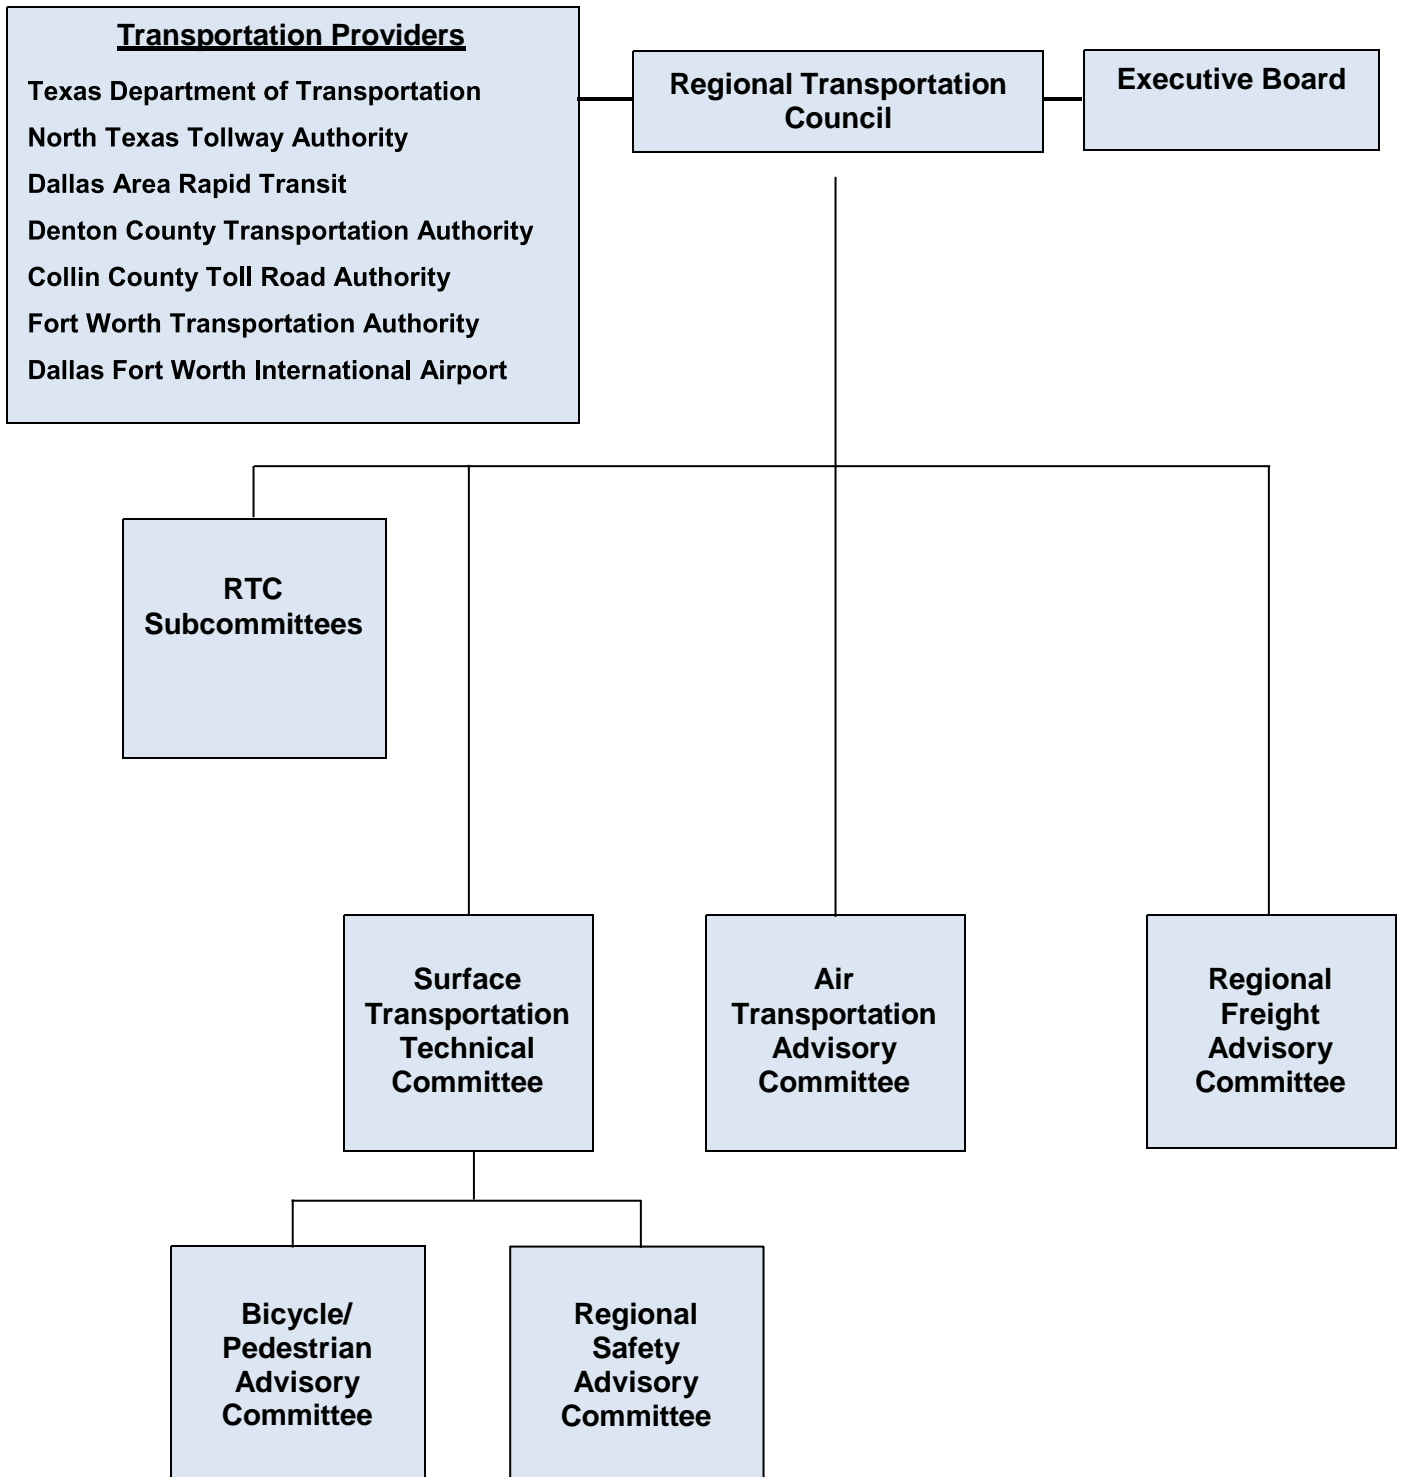 Transportation Providers
Texas Department of Transportation
North Texas Tollway Authority
Dallas Area Rapid Transit
Denton County Transportation Authority
Collin County Toll Road Authority
Fort Worth Transportation Authority
Dallas Fort Worth International Airport
Regional Transportation
Council
Executive Board
RTC
Subcommittees
Surface
Transportation
Technical
Committee
Air
Transportation
Advisory
Committee
Regional
Freight
Advisory
Committee
Bicycle/
Pedestrian
Advisory
Committee
Regional
Safety
Advisory
Committee